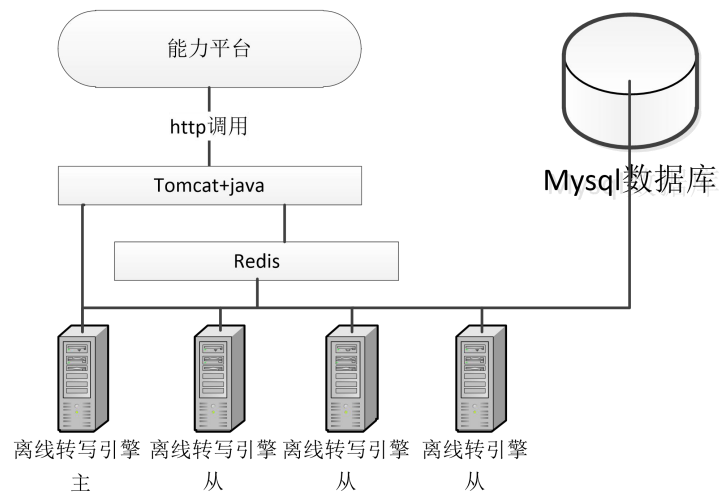 能力平台
http调用
Tomcat+java
Mysql数据库
Redis
离线转写引擎
主
离线转写引擎
从
离线转写引擎
从
离线转引擎
从